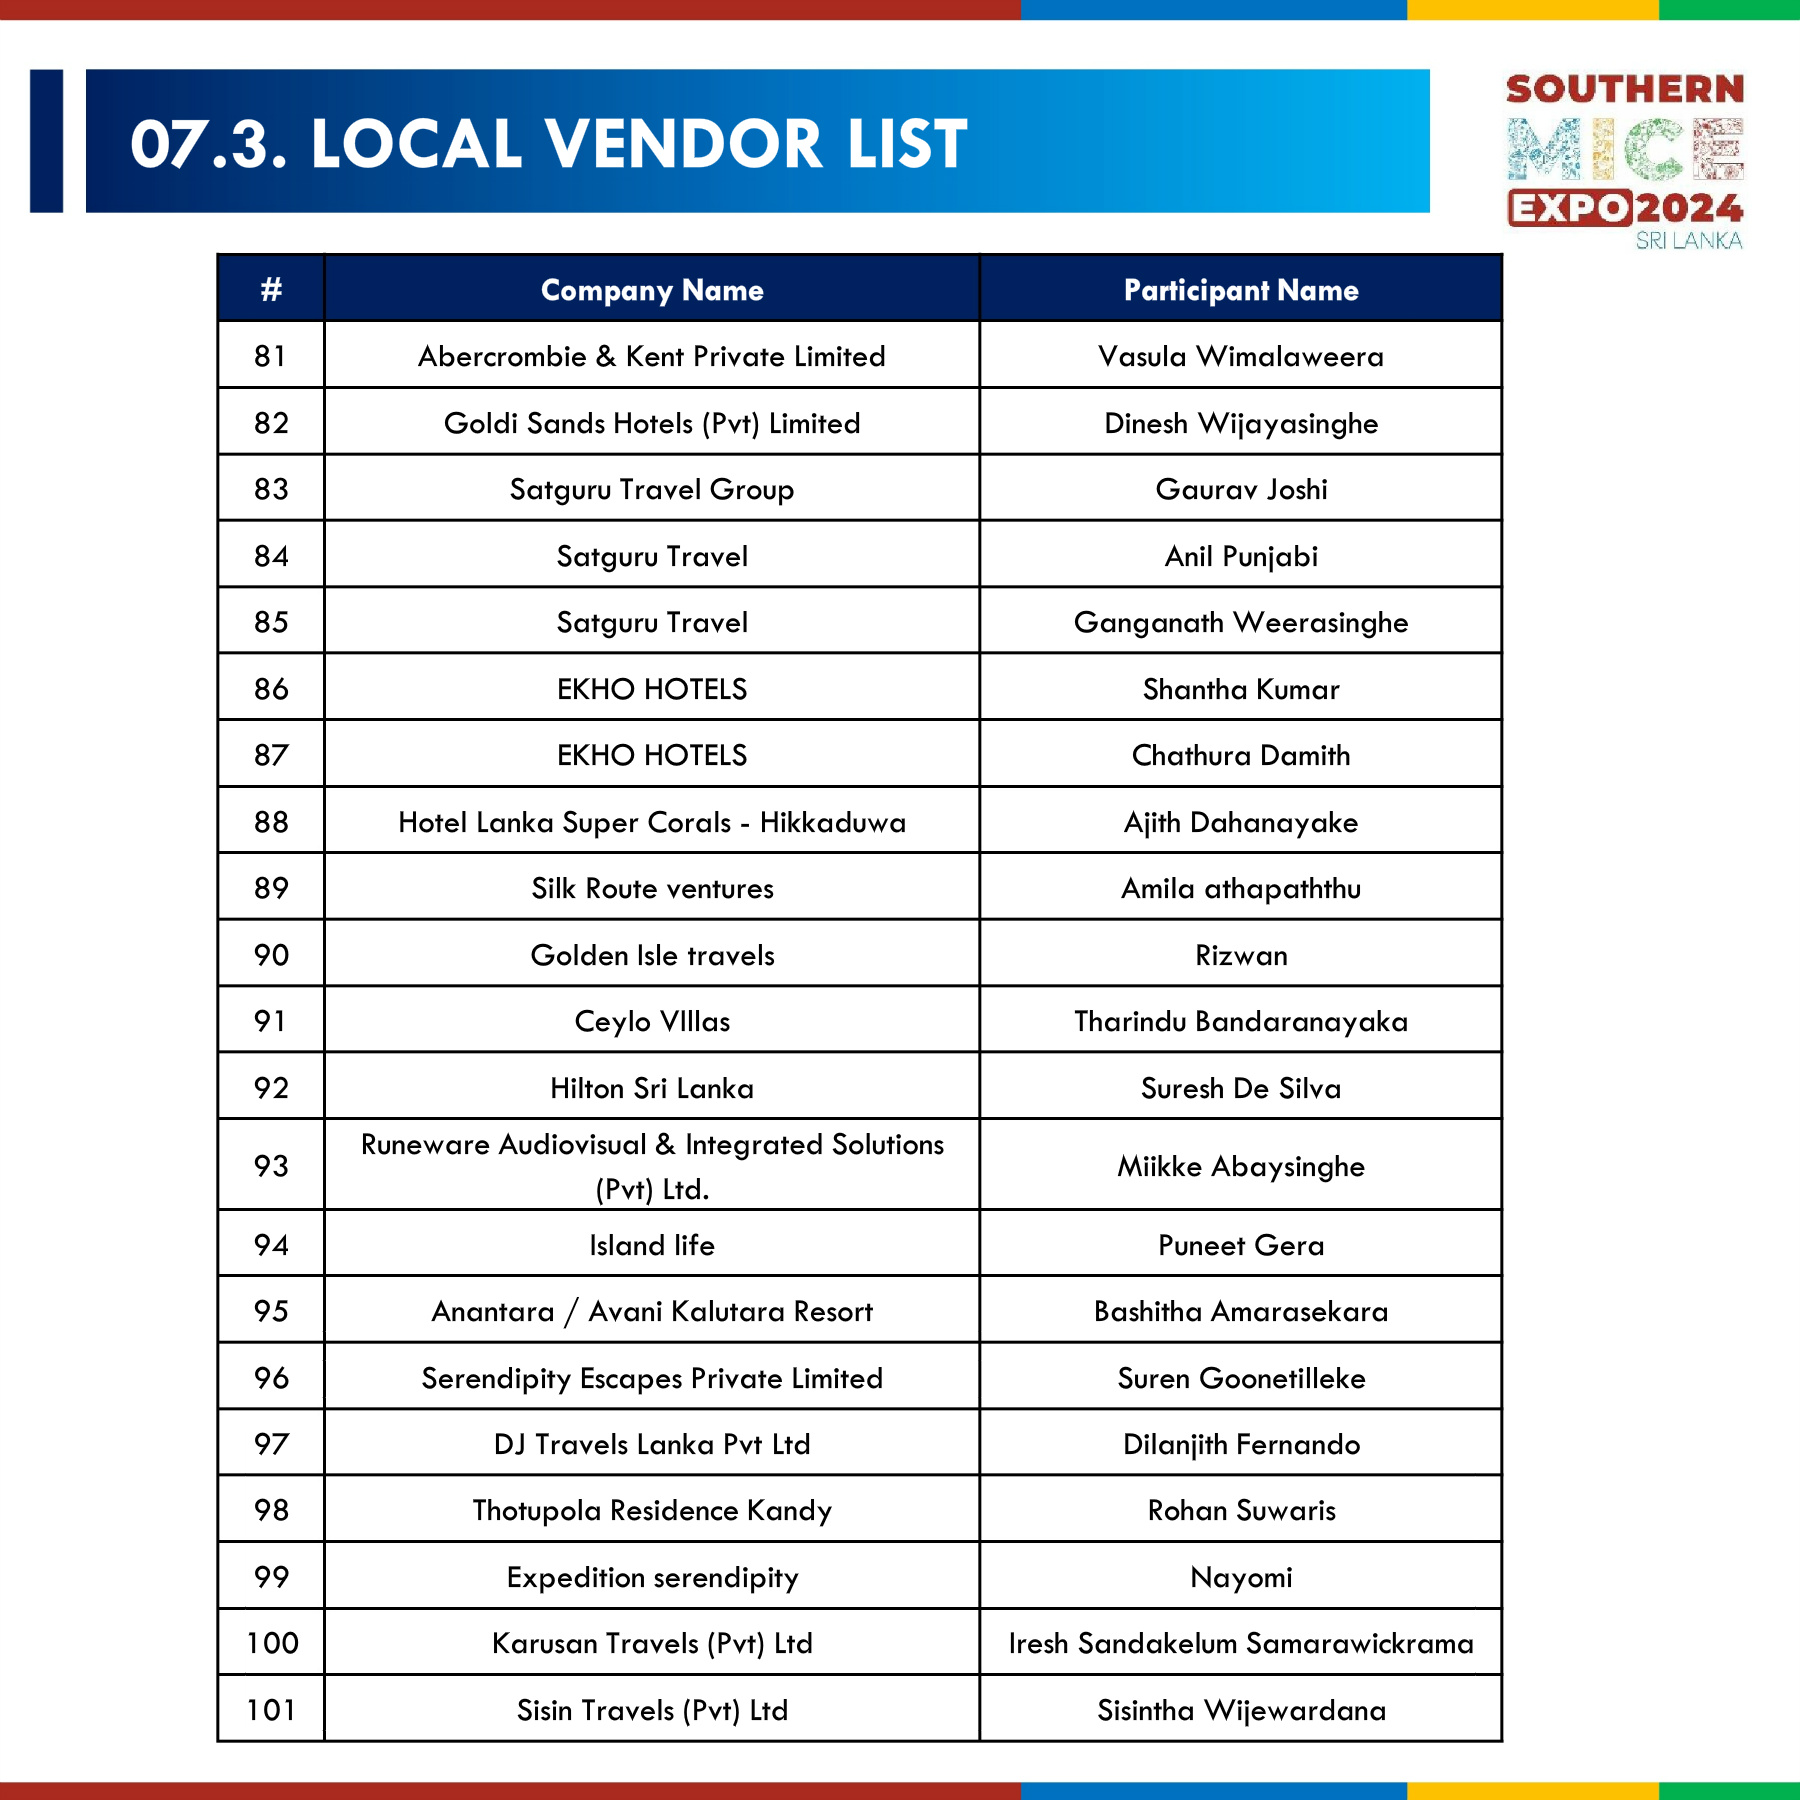 07.3. LOCAL VENDOR LIST
SOUTHERN
MICE
EXPO2024
SRI LANKA
# Company Name Participant Name
81 Abercrombie & Kent Private Limited Vasula Wimalaweera
82 Goldi Sands Hotels (Pvt) Limited Dinesh Wijayasinghe
83 Satguru Travel Group Gaurav Joshi
84 Satguru Travel Anil Punjabi
85 Satguru Travel Ganganath Weerasinghe
86 EKHO HOTELS Shantha Kumar
87 EKHO HOTELS Chathura Damith
88 Hotel Lanka Super Corals - Hikkaduwa Ajith Dahanayake
89 Silk Route ventures Amila athapaththu
90 Golden Isle travels Rizwan
91 Ceylo VIllas Tharindu Bandaranayaka
92 Hilton Sri Lanka Suresh De Silva
93 Runeware Audiovisual & Integrated Solutions
(Pvt) Ltd. Miikke Abaysinghe
94 Island life Puneet Gera
95 Anantara / Avani Kalutara Resort Bashitha Amarasekara
96 Serendipity Escapes Private Limited Suren Goonetilleke
97 DJ Travels Lanka Pvt Ltd Dilanjith Fernando
98 Thotupola Residence Kandy Rohan Suwaris
99 Expedition serendipity Nayomi
100 Karusan Travels (Pvt) Ltd Iresh Sandakelum Samarawickrama
101 Sisin Travels (Pvt) Ltd Sisintha Wijewardana